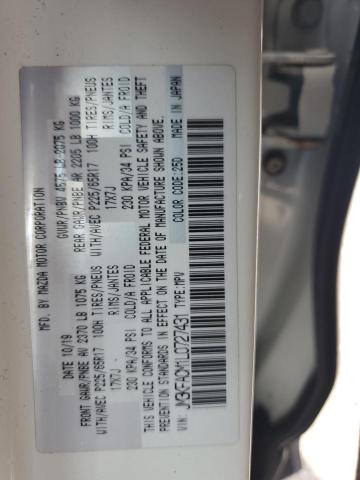 MFD. BY MAZDA MOTOR CORPORATION
DATE: 10/19 GVWR/PNBV 4575 LB 2075 KG
FRONT GAWR/PNBE AV 2370 LB 1075 KG REAR GAWR/PNBE AR 2205 LB 1000 KG
WITH/AVEC P225/65R17 100H TIRES/PNEUS WITH/AVEC P225/65R17 100H TIRES/PNEUS
17X7J RIMS/JANTES 17X7J RIMS/JANTES
230 KPA/34 PSI COLD/A FROID 230 KPA/34 PSI COLD/A FROID
THIS VEHICLE CONFORMS TO ALL APPLICABLE FEDERAL MOTOR VEHICLE SAFETY AND THEFT
PREVENTION STANDARDS IN EFFECT ON THE DATE OF MANUFACTURE SHOWN ABOVE.
VIN: TYPE:MPV COLOR CODE:25D MADE IN JAPAN